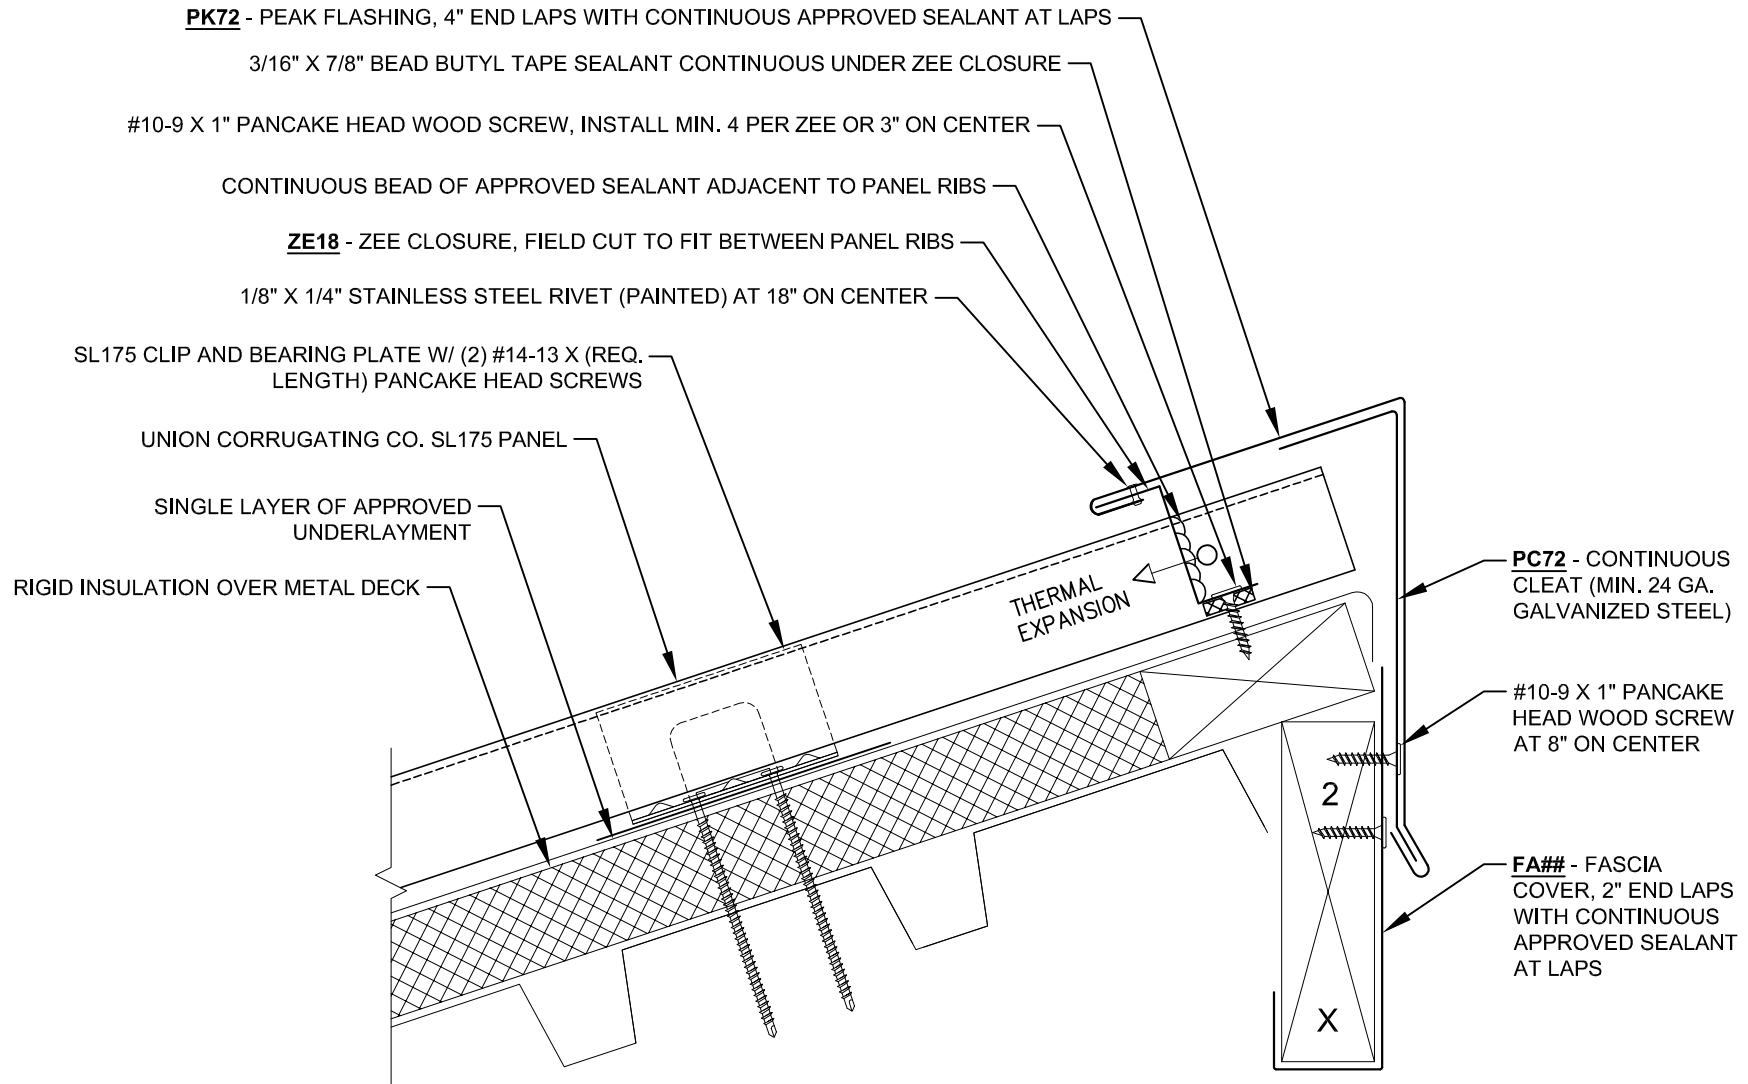 PK72 - PEAK FLASHING, 4" END LAPS WITH CONTINUOUS APPROVED SEALANT AT LAPS
3/16" X 7/8" BEAD BUTYL TAPE SEALANT CONTINUOUS UNDER ZEE CLOSURE
#10-9 X 1" PANCAKE HEAD WOOD SCREW, INSTALL MIN. 4 PER ZEE OR 3" ON CENTER
CONTINUOUS BEAD OF APPROVED SEALANT ADJACENT TO PANEL RIBS
ZE18 - ZEE CLOSURE, FIELD CUT TO FIT BETWEEN PANEL RIBS
1/8" X 1/4" STAINLESS STEEL RIVET (PAINTED) AT 18" ON CENTER
SL175 CLIP AND BEARING PLATE W/ (2) #14-13 X (REQ.
LENGTH) PANCAKE HEAD SCREWS
UNION CORRUGATING CO. SL175 PANEL
SINGLE LAYER OF APPROVED
UNDERLAYMENT
RIGID INSULATION OVER METAL DECK
THERMAL
EXPANSION
PC72 - CONTINUOUS
CLEAT (MIN. 24 GA.
GALVANIZED STEEL)
#10-9 X 1" PANCAKE
HEAD WOOD SCREW
AT 8" ON CENTER
2
X
FA## - FASCIA
COVER, 2" END LAPS
WITH CONTINUOUS
APPROVED SEALANT
AT LAPS